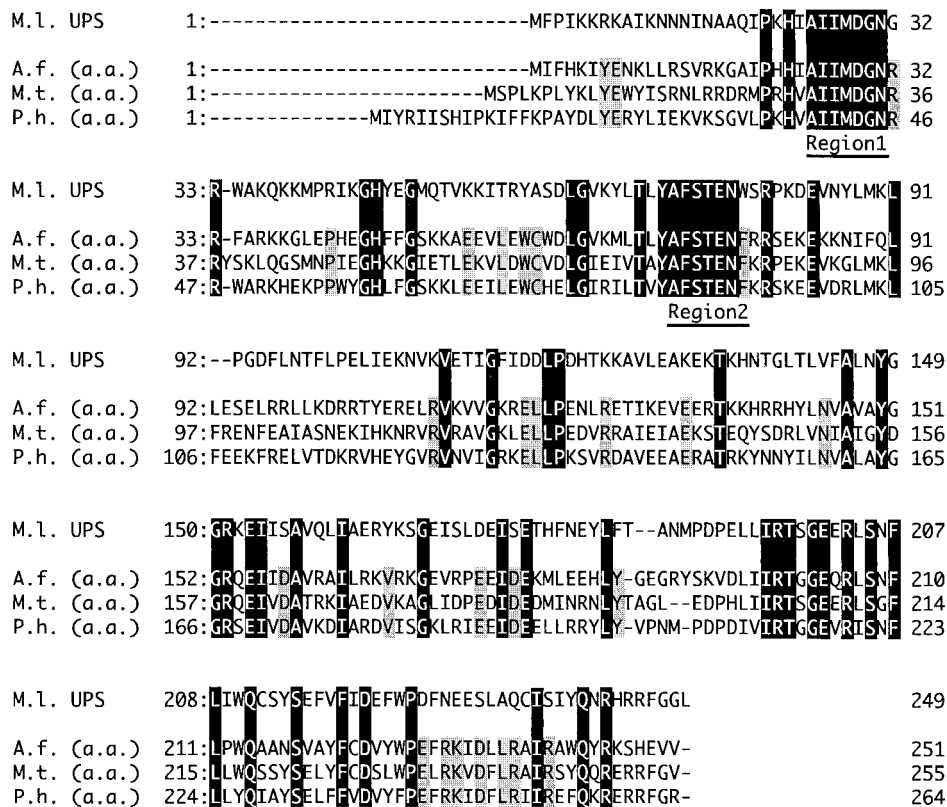 M.l. UPS 1:---------------------------MFPIKKRKAIKNNNINAAQIPKHIAIIMDGNG 32
A.f. (a.a.) 1:---------------------------MIFHKIYENKLLRSVRKGAIPHHIAIIMDGNR 32
M.t. (a.a.) 1:-----------------------MSPLKPLYKLYEWYISRNLRRDRMPRHVAIIMDGNR 36
P.h. (a.a.) 1:-------------MIYRIISHIPKIFFKPAYDLYERYLIEKVKSGVLPKHVAIIMDGNR 46
Region1
M.l. UPS 33:R-WAKQKKMPRIKGHYEGMQTVKKITRYASDLGVKYLTLYAFSTENWSRPKDEVNYLMKL 91
A.f. (a.a.) 33:R-FARKKGLEPHEGHFFGSKKAEEVLEWCWDLGVKMLTLYAFSTENFRRSEKEKKNIFQL 91
M.t. (a.a.) 37:RYSKLQGSMNPIEGHKKGIETLEKVLDWCVDLGIEIVTAYAFSTENFKRPEKEVKGLMKL 96
P.h. (a.a.) 47:R-WARKHEKPPWYGHLFGSKKLEEILEWCHELGIRILTVYAFSTENFKRSKEEVDRLMKL 105
Region2
M.l. UPS 92:--PGDFLNTFLPELIEKNVKVETIGFIDDLPDHTKKAVLEAKEKTKHNTGLTLVFALNYG 149
A.f. (a.a.) 92:LESELRRLLKDRRTYERELRVKVVGKRELLPENLRETIKEVEERTKKHRRHYLNVAVAYG 151
M.t. (a.a.) 97:FRENFEAIASNEKIHKNRVRVRAVGKLELLPEDVRRAIEIAEKSTEQYSDRLVNIAIGYD 156
P.h. (a.a.) 106:FEEKFRELVTDKRVHEYGVRVNVIGRKELLPKSVRDAVEEAERATRKYNNYILNVALAYG 165
M.l. UPS 150:GRKEIISAVQLIAERYKSGEISLDEISETHFNEYLFT--ANMPDPELLIRTSGEERLSNF 207
A.f. (a.a.) 152:GRQEIIDAVRAILRKVRKGEVRPEEIDEKMLEEHLY-GEGRYSKVDLIIRTGGEQRLSNF 210
M.t. (a.a.) 157:GRQEIVDATRKIAEDVKAGLIDPEDIDEDMINRNLYTAGL--EDPHLIIRTSGEERLSGF 214
P.h. (a.a.) 166:GRSEIVDAVKDIARDVISGKLRIEEIDEELLRRYLY-VPNM-PDPDIVIRTGGEVRISNF 223
M.l. UPS 208:LIWQCSYSEFVFIDEFWPDFNEESLAQCISIYQNRHRRFGGL 249
A.f. (a.a.) 211:LPWQAANSVAYFCDVYWPEFRKIDLLRAIRAWQYRKSHEVV- 251
M.t. (a.a.) 215:LLWQSSYSELYFCDSLWPELRKVDFLRAIRSYQQRERRFGV- 255
P.h. (a.a.) 224:LLYQIAYSELFFVDVYFPEFRKIDFLRIIREFQKRERRFGR- 264